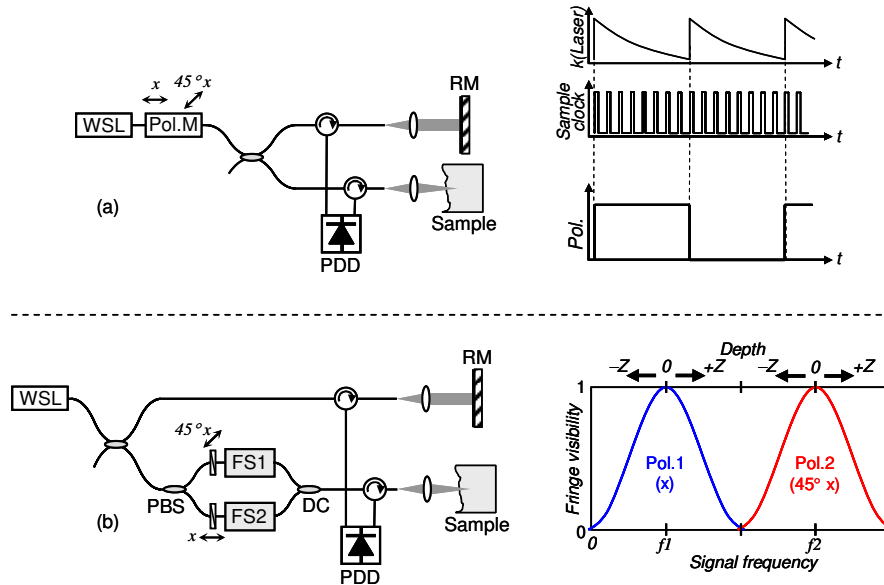 x
45° x
WSL
Pol.M
RM
(a)
Sample
PDD
k(Laser)
t
Sample
clock
t
Pol.
t
WSL
RM
45° x
FS1
PBS
DC
FS2
x
(b)
Sample
PDD
Depth
–Z 0 +Z –Z 0 +Z
1
Fringe visibility
Pol.1
(x)
Pol.2
(45° x)
0
0 f1 f2
Signal frequency